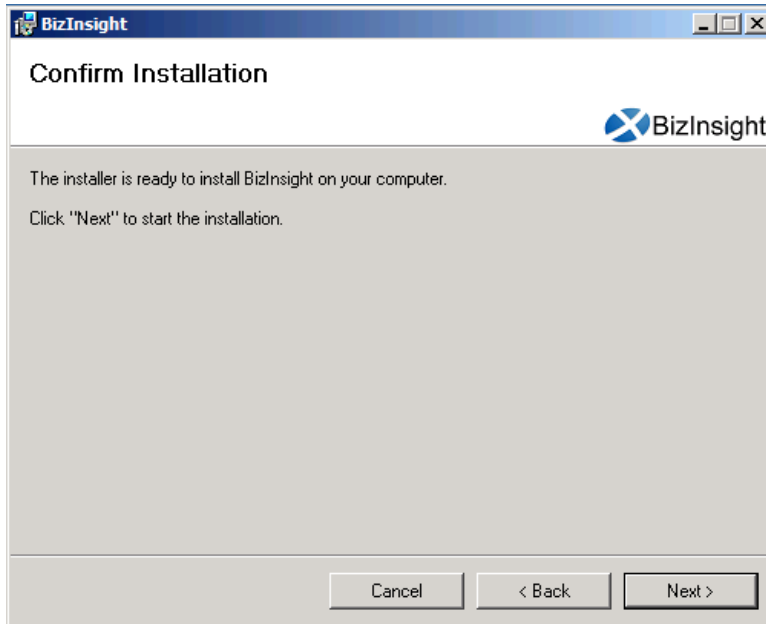 BizInsight
Confirm Installation
BizInsight
The installer is ready to install BizInsight on your computer.
Click "Next" to start the installation.
Cancel
< Back
Next >